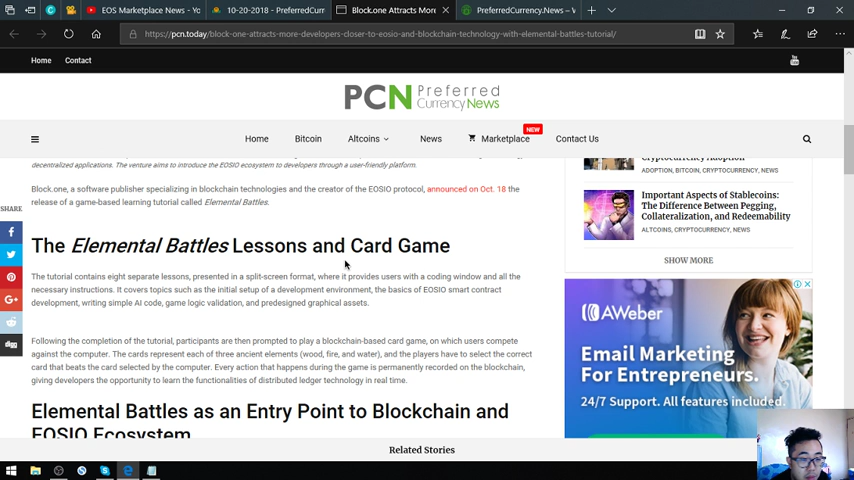 EOS Marketplace News - Yo
10-20-2018 - PreferredCurr
Block.one Attracts More
PreferredCurrency.News – W
https://pcn.today/block-one-attracts-more-developers-closer-to-eosio-and-blockchain-technology-with-elemental-battles-tutorial/
Home Contact
PCN Preferred
CurrencyNews
NEW
Home Bitcoin Altcoins News Marketplace Contact Us
decentralized applications. The venture aims to introduce the EOSIO ecosystem to developers through a user-friendly platform.
Block.one, a software publisher specializing in blockchain technologies and the creator of the EOSIO protocol, announced on Oct. 18 the
release of a game-based learning tutorial called Elemental Battles.
SHARE
The Elemental Battles Lessons and Card Game
The tutorial contains eight separate lessons, presented in a split-screen format, where it provides users with a coding window and all the
necessary instructions. It covers topics such as the initial setup of a development environment, the basics of EOSIO smart contract
development, writing simple AI code, game logic validation, and predesigned graphical assets.
Following the completion of the tutorial, participants are then prompted to play a blockchain-based card game, on which users compete
against the computer. The cards represent each of three ancient elements (wood, fire, and water), and the players have to select the correct
card that beats the card selected by the computer. Every action that happens during the game is permanently recorded on the blockchain,
giving developers the opportunity to learn the functionalities of distributed ledger technology in real time.
Elemental Battles as an Entry Point to Blockchain and
EOSIO Ecosystem
digg
Cryptocurrency Adoption
ADOPTION, BITCOIN, CRYPTOCURRENCY, NEWS
Important Aspects of Stablecoins:
The Difference Between Pegging,
Collateralization, and Redeemability
ALTCOINS, CRYPTOCURRENCY, NEWS
SHOW MORE
AWeber
Email Marketing
For Entrepreneurs.
24/7 Support. All features included.
Related Stories